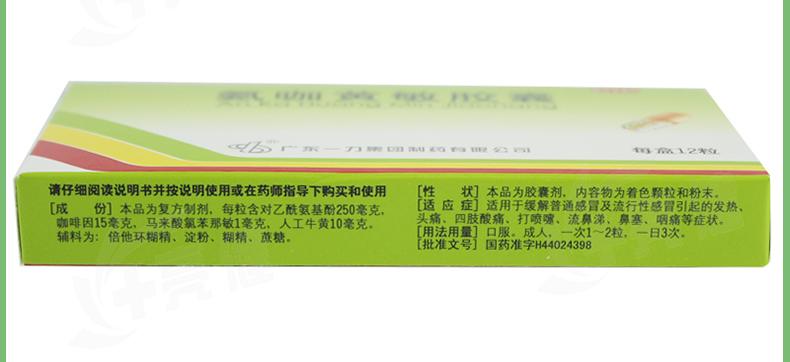 氨咖黄敏胶囊
An Ka Huang Min Jiaonang
广东一力集团制药有限公司
每盒12粒
请仔细阅读说明书并按说明使用或在药师指导下购买和使用
[成　份] 本品为复方制剂，每粒含对乙酰氨基酚250毫克，
咖啡因15毫克，马来酸氯苯那敏1毫克，人工牛黄10毫克。
辅料为：倍他环糊精、淀粉、糊精、蔗糖。
[性　状] 本品为胶囊剂，内容物为着色颗粒和粉末。
[适 应 症] 适用于缓解普通感冒及流行性感冒引起的发热、
头痛、四肢酸痛、打喷嚏、流鼻涕、鼻塞、咽痛等症状。
[用法用量] 口服。成人，一次1～2粒，一日3次。
[批准文号] 国药准字H44024398